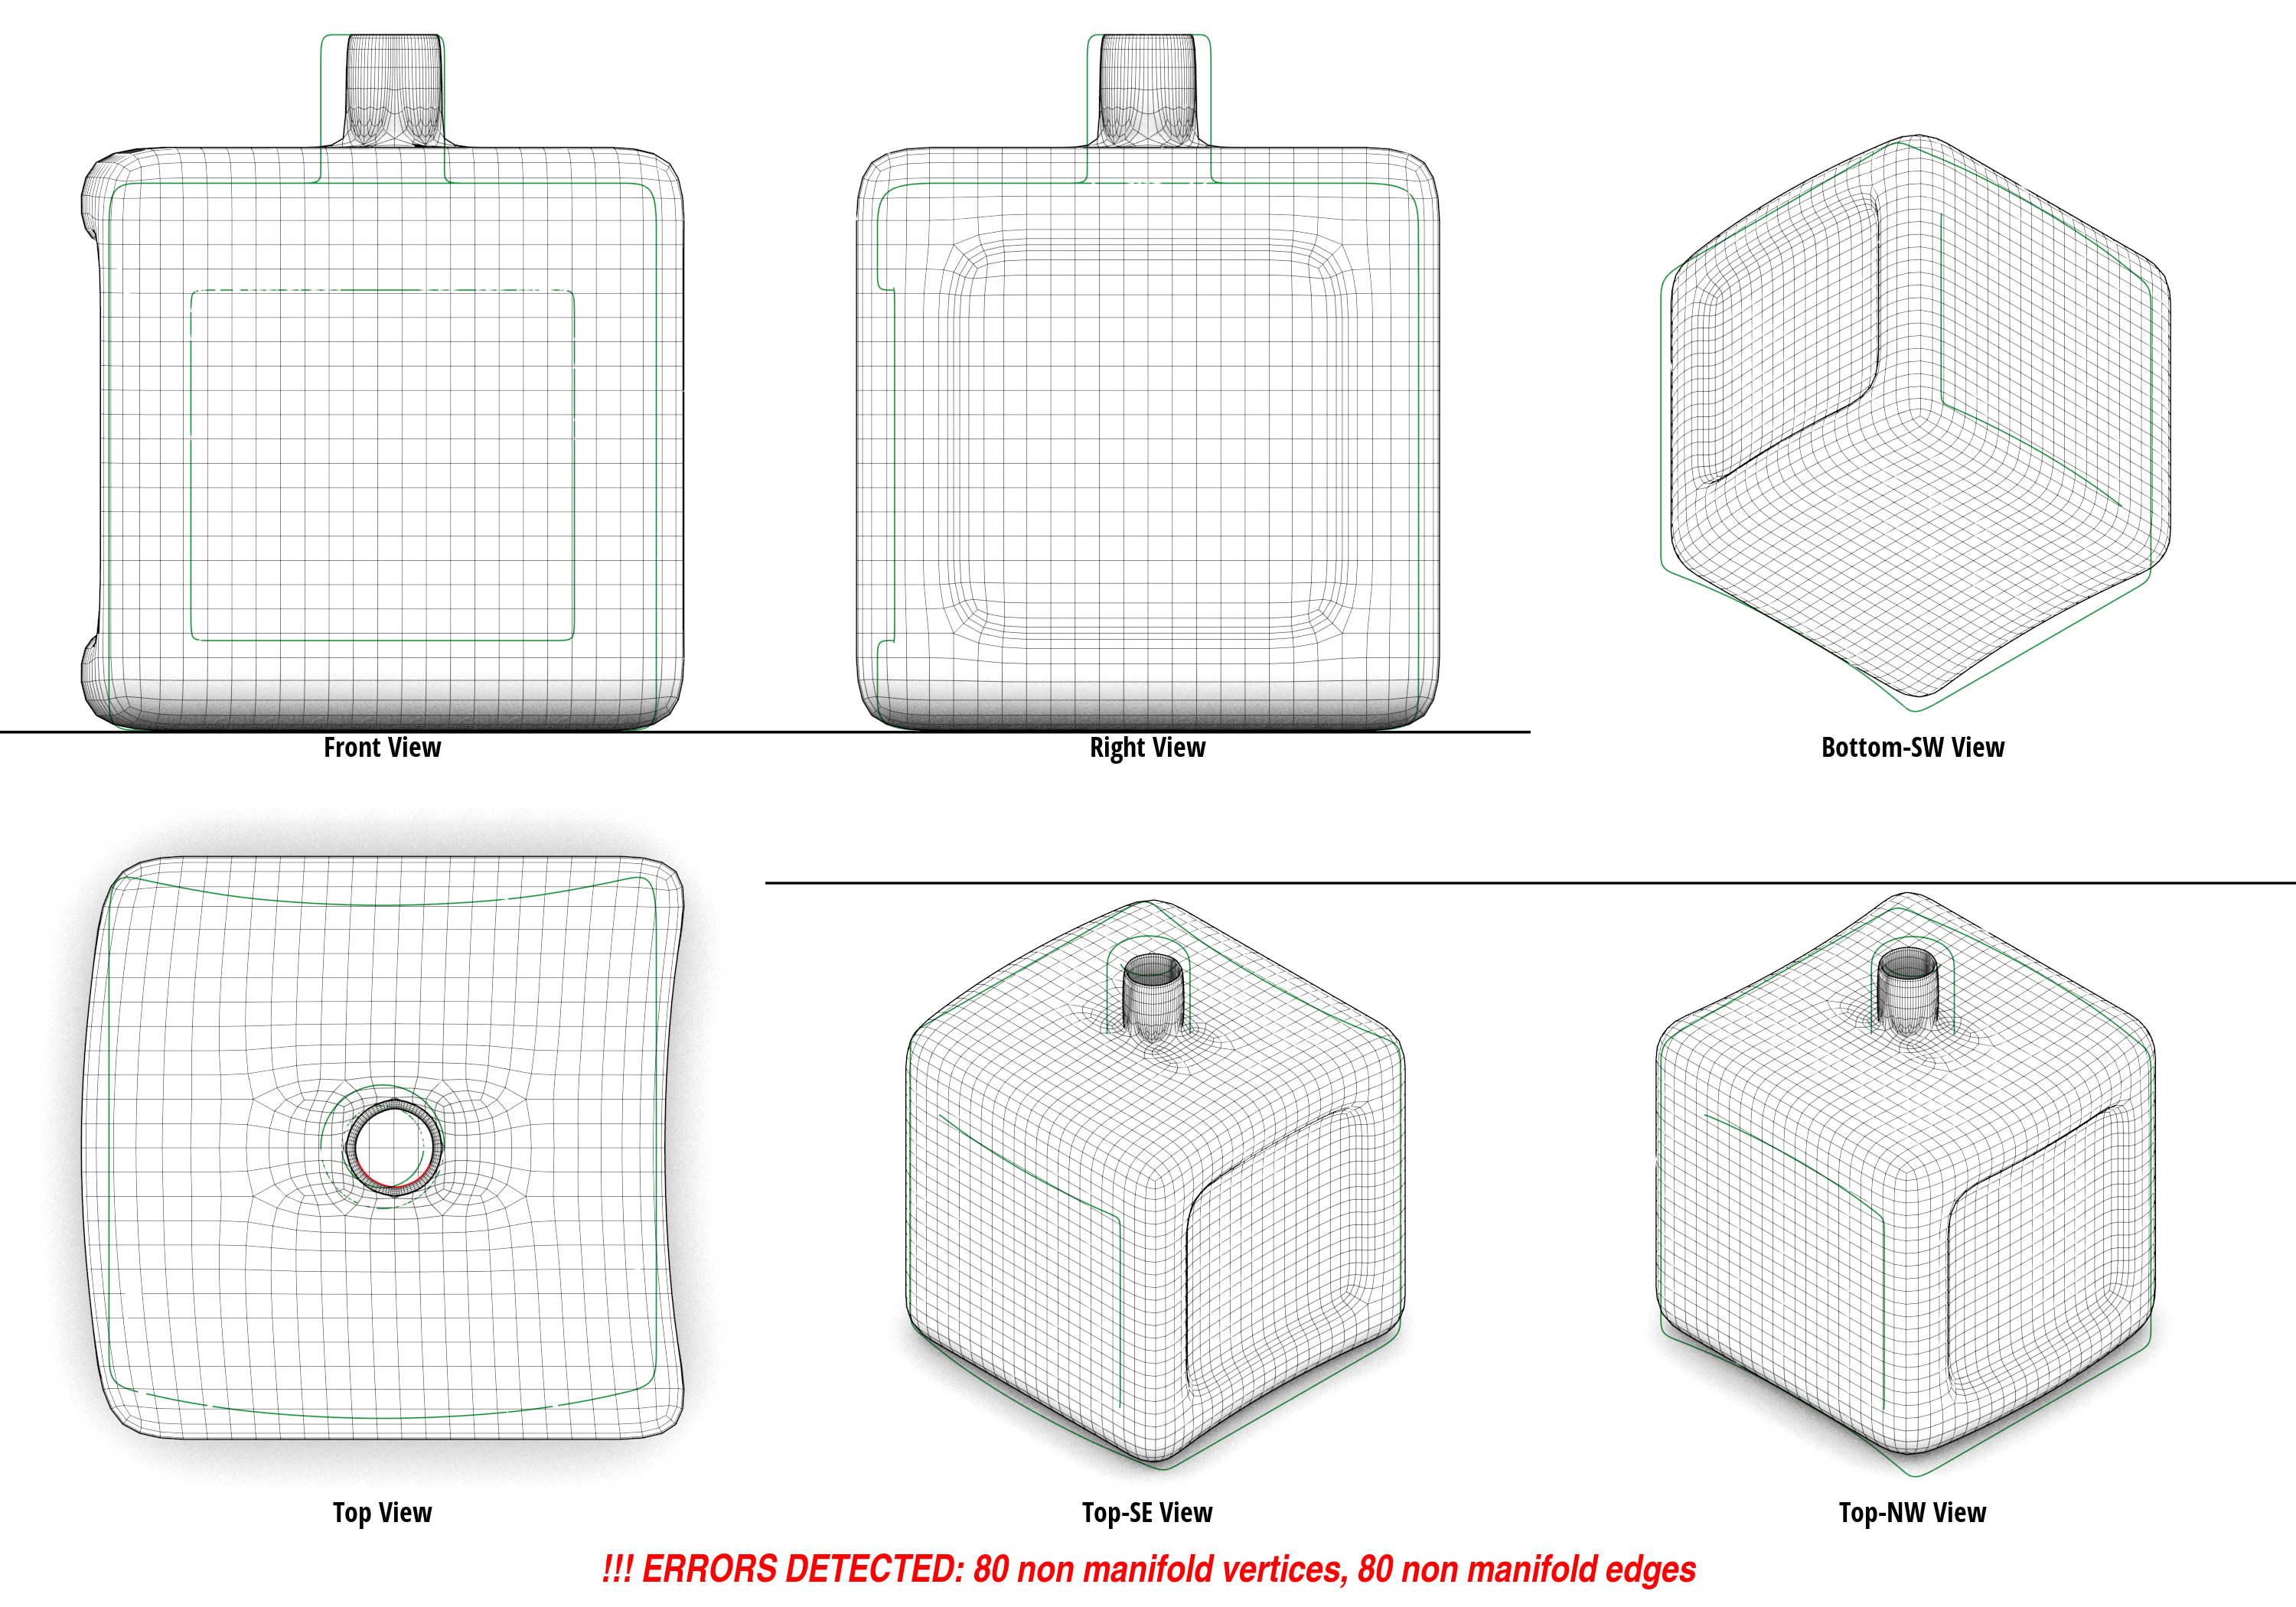 Front View
Right View
Bottom-SW View
Top View
Top-SE View
Top-NW View
!!! ERRORS DETECTED: 80 non manifold vertices, 80 non manifold edges